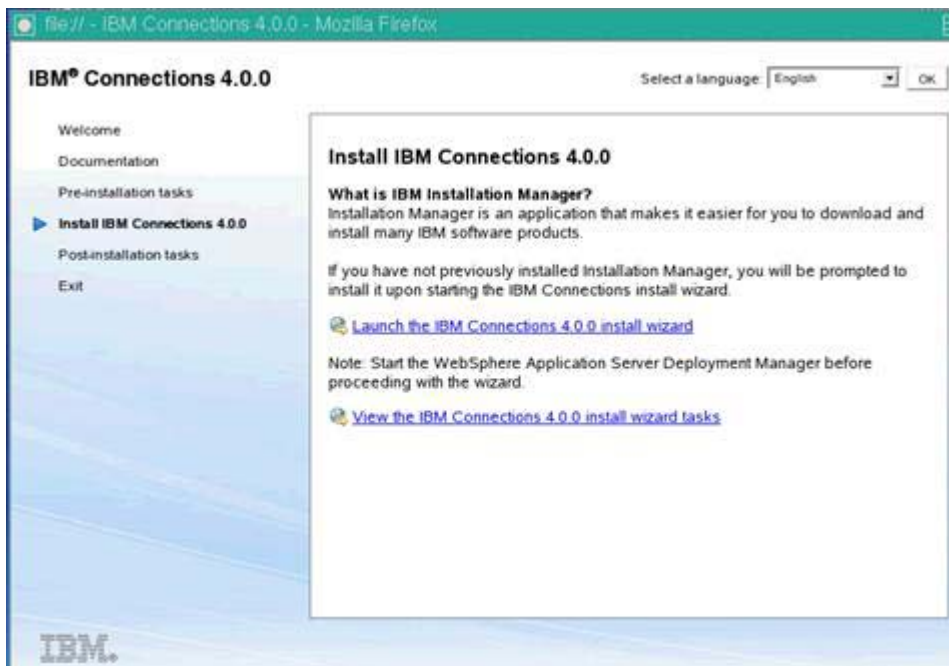 file:// - IBM Connections 4.0.0 - Mozilla Firefox
IBM® Connections 4.0.0
Select a language: English OK
Welcome
Documentation
Pre-installation tasks
Install IBM Connections 4.0.0
Post-installation tasks
Exit
Install IBM Connections 4.0.0
What is IBM Installation Manager?
Installation Manager is an application that makes it easier for you to download and
install many IBM software products.
If you have not previously installed Installation Manager, you will be prompted to
install it upon starting the IBM Connections install wizard.
Launch the IBM Connections 4.0.0 install wizard
Note: Start the WebSphere Application Server Deployment Manager before
proceeding with the wizard.
View the IBM Connections 4.0.0 install wizard tasks
IBM.